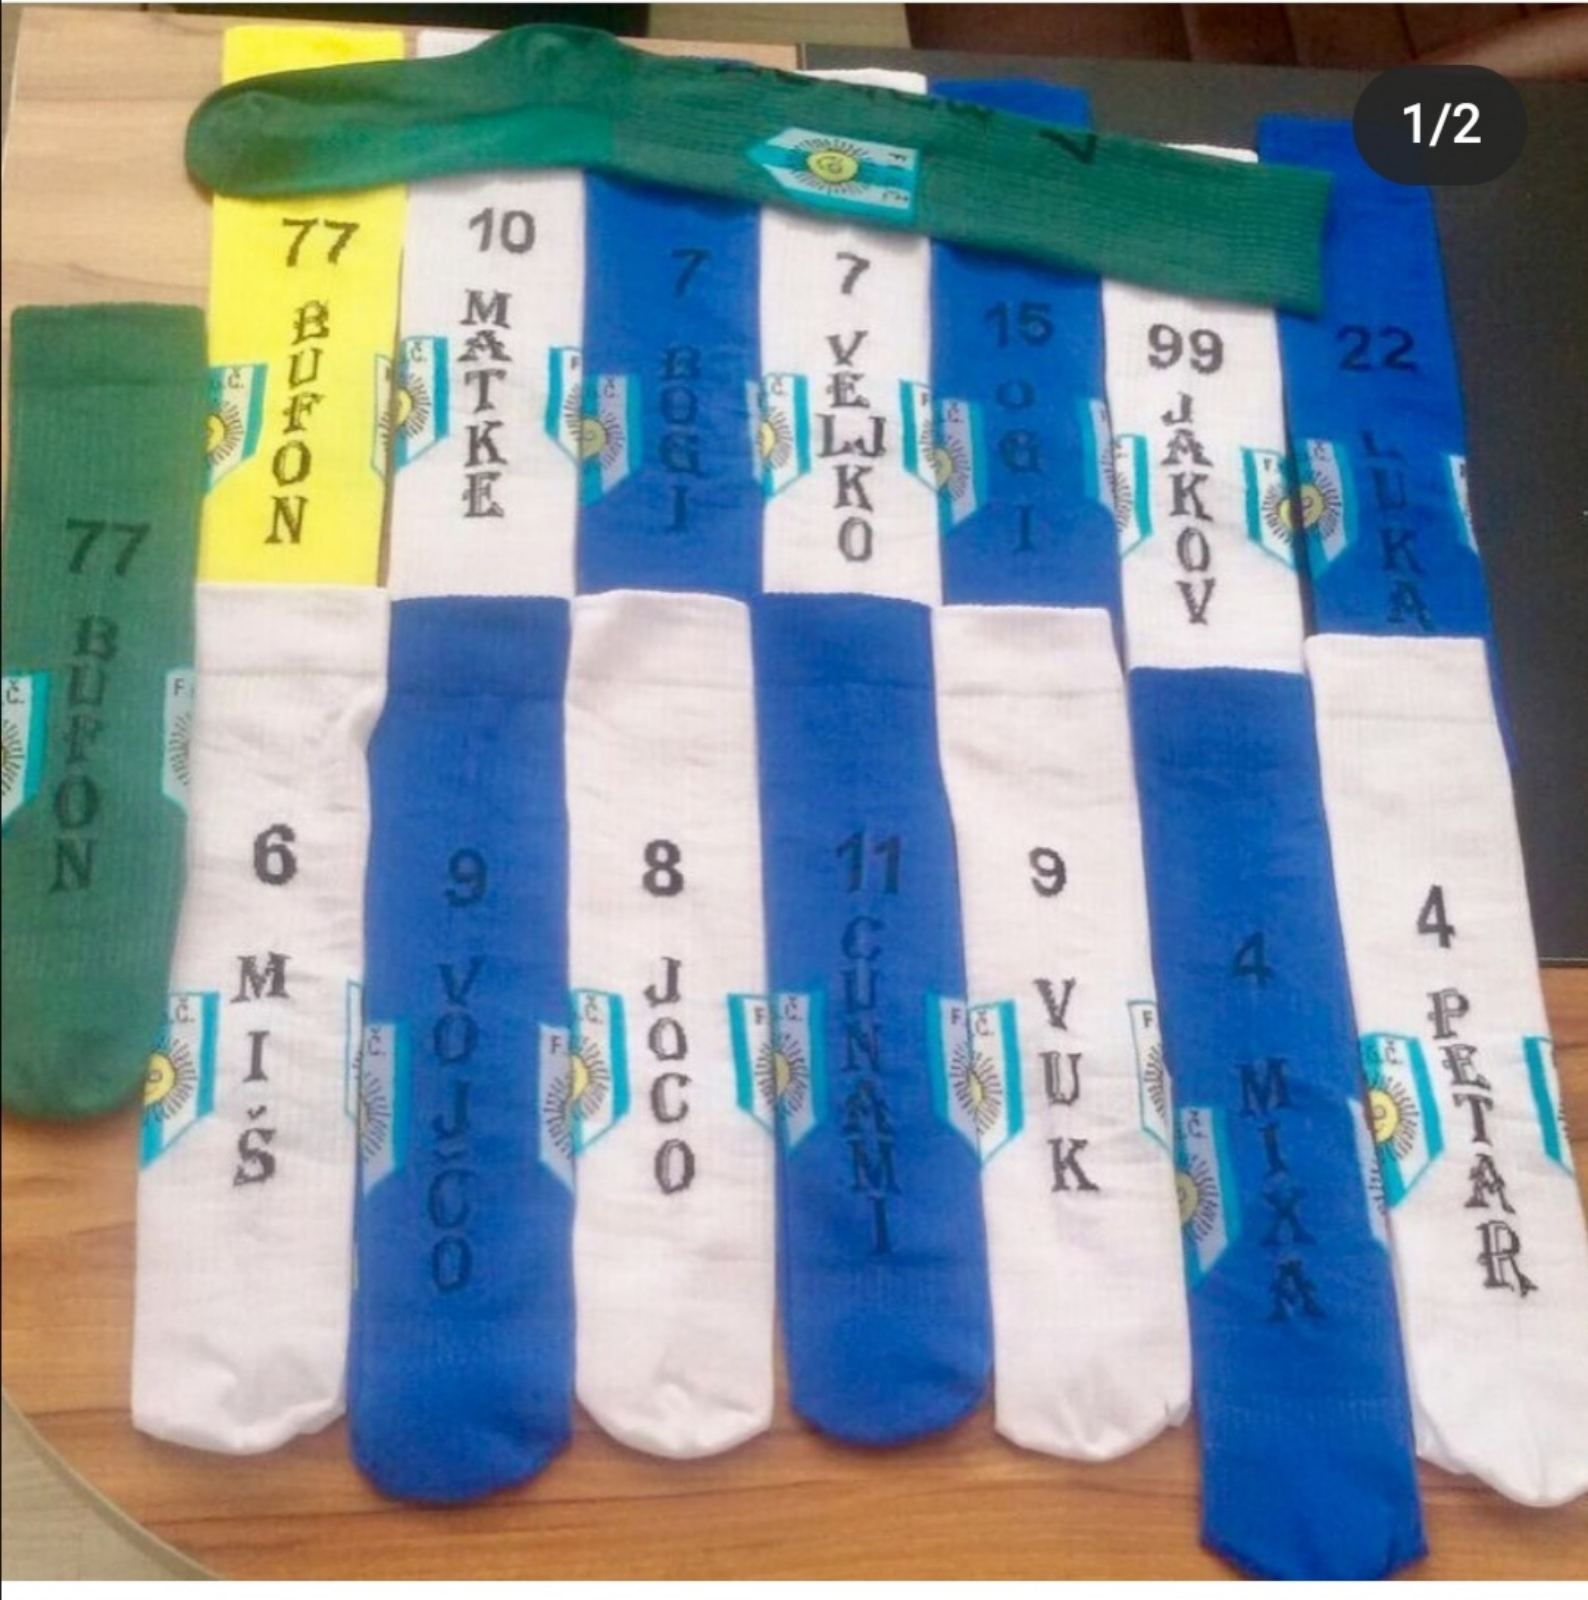 1/2
77 BUFON
10 MATKE
7 BOGI
7 VELJKO
15 OGI
99 JAKOV
22 LUKA
77 BUFON
6 MIŠ
9 VOJČO
8 JOCO
11 CUNAMI
9 VUK
4 MIXA
4 PETAR